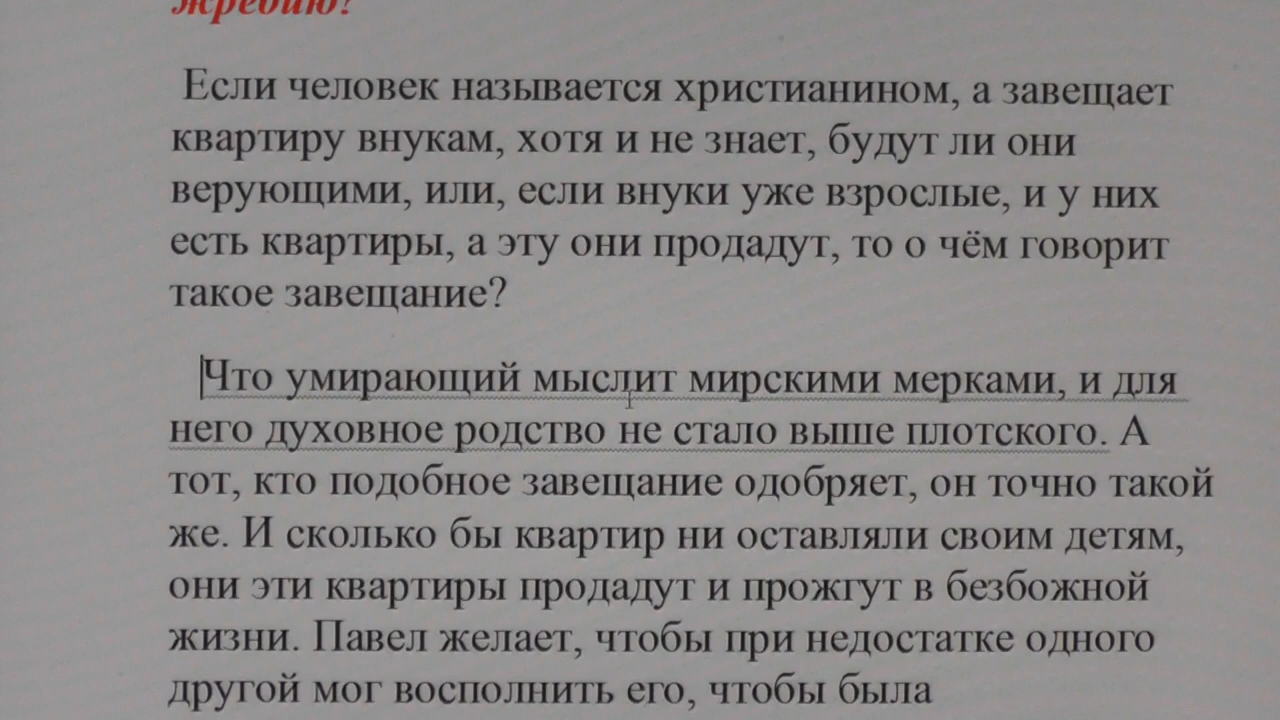 жребию?
Если человек называется христианином, а завещает
квартиру внукам, хотя и не знает, будут ли они
верующими, или, если внуки уже взрослые, и у них
есть квартиры, а эту они продадут, то о чём говорит
такое завещание?
Что умирающий мыслит мирскими мерками, и для
него духовное родство не стало выше плотского. А
тот, кто подобное завещание одобряет, он точно такой
же. И сколько бы квартир ни оставляли своим детям,
они эти квартиры продадут и прожгут в безбожной
жизни. Павел желает, чтобы при недостатке одного
другой мог восполнить его, чтобы была